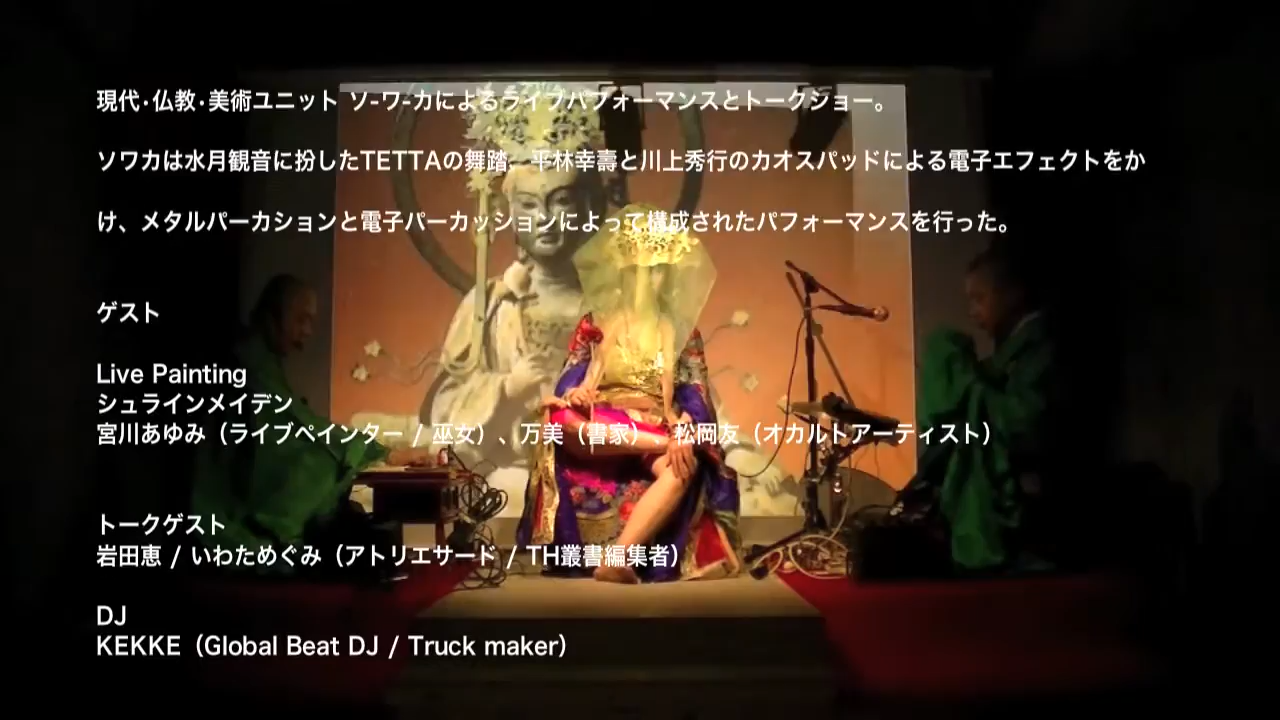 現代·仏教·美術ユニット ソ-ワ-カによるライブパフォーマンスとトークショー。
ソワカは水月観音に扮したTETTAの舞踏、平林幸壽と川上秀行のカオスパッドによる電子エフェクトをか
け、メタルパーカションと電子パーカッションによって構成されたパフォーマンスを行った。
ゲスト
Live Painting
シュラインメイデン
宮川あゆみ（ライブペインター / 巫女）、万美（書家）、松岡友（オカルトアーティスト）
トークゲスト
岩田恵 / いわためぐみ（アトリエサード / TH叢書編集者）
DJ
KEKKE（Global Beat DJ / Truck maker）